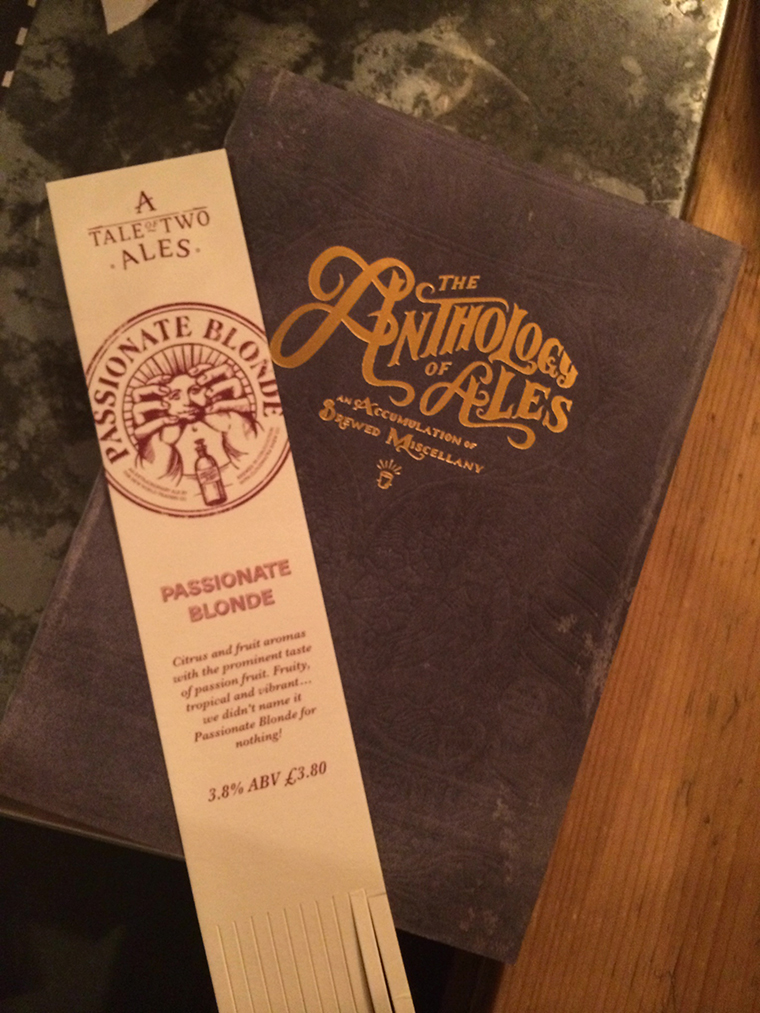 A
TALE OF TWO
ALES
PASSIONATE BLONDE
PASSIONATE
BLONDE
Citrus and fruit aromas
with the prominent taste
of passion fruit. Fruity,
tropical and vibrant...
we didn't name it
Passionate Blonde for
nothing!
3.8% ABV £3.80
THE
ANTHOLOGY
OF ALES
AN ACCUMULATION OF
BREWED MISCELLANY